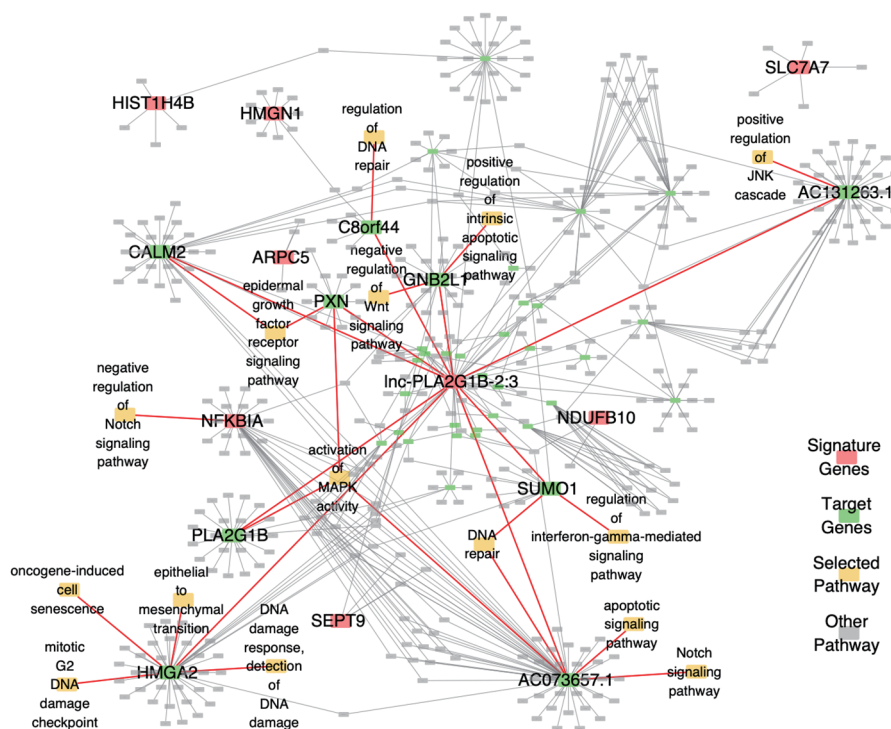 SLC7A7
HIST1H4B
HMGN1
regulation
of
DNA
repair
positive
regulation
of
JNK
cascade
AC131263.1
positive
regulation
of
intrinsic
apoptotic
signaling
pathway
C8orf44
CALM2
ARPC5
negative
regulation
of
Wnt
signaling
pathway
GNB2L1
epidermal
growth
factor
receptor
signaling
pathway
PXN
lnc-PLA2G1B-2:3
negative
regulation
of
Notch
signaling
pathway
NFKBIA
NDUFB10
activation
of
MAPK
activity
Signature
Genes
Target
Genes
Selected
Pathway
Other
Pathway
SUMO1
regulation
of
interferon-gamma-mediated
signaling
pathway
PLA2G1B
DNA
repair
oncogene-induced
cell
senescence
epithelial
to
mesenchymal
transition
DNA
damage
response,
detection
of
DNA
damage
SEPT9
apoptotic
signaling
pathway
mitotic
G2
DNA
damage
checkpoint
HMGA2
AC073657.1
Notch
signaling
pathway